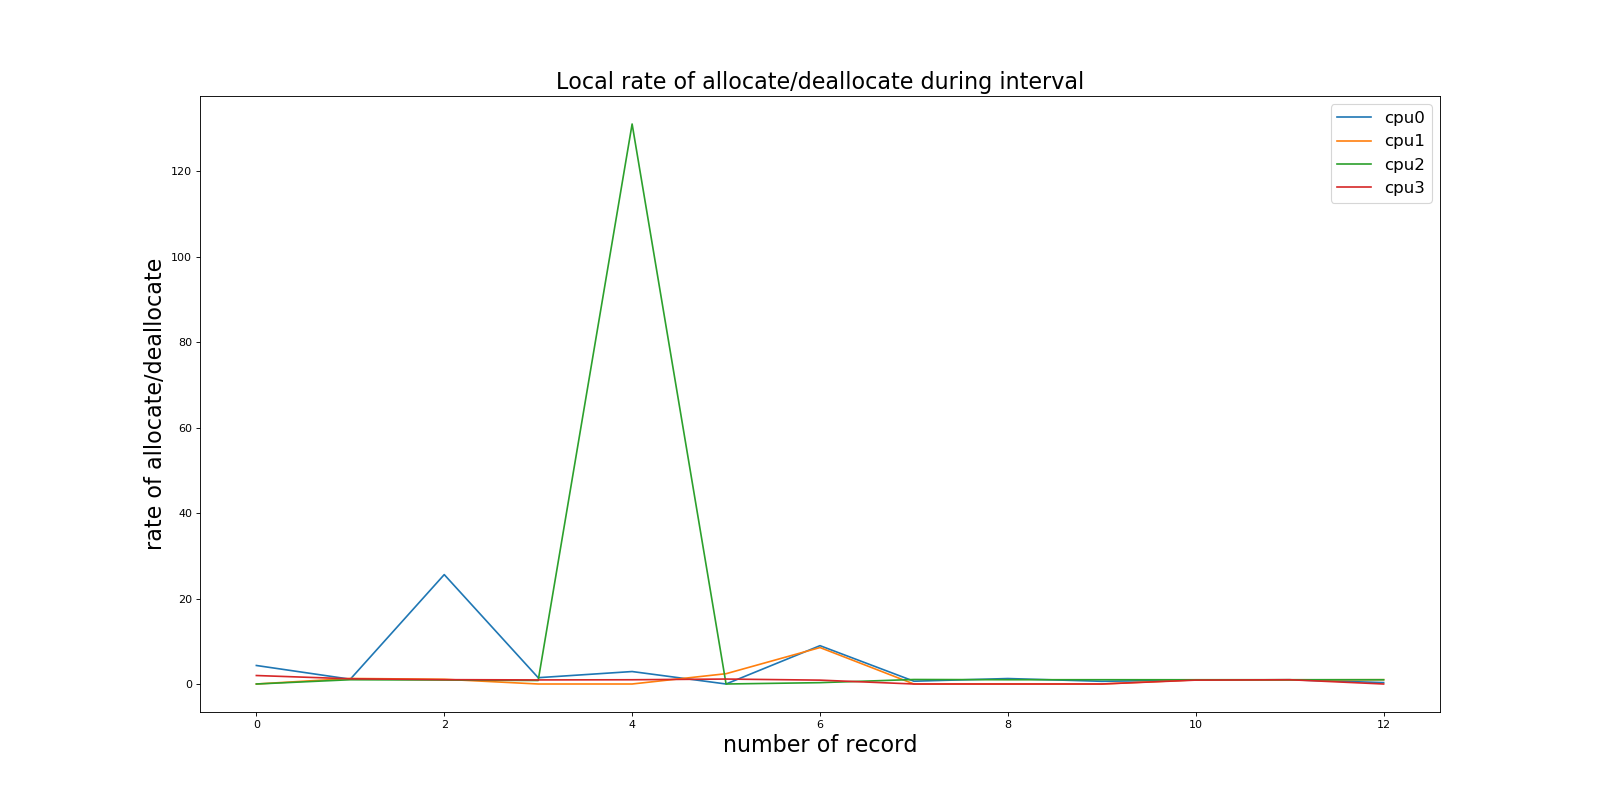 Local rate of allocate/deallocate during interval
cpu0
cpu1
cpu2
cpu3
rate of allocate/deallocate
120
100
80
60
40
20
0
0 2 4 6 8 10 12
number of record